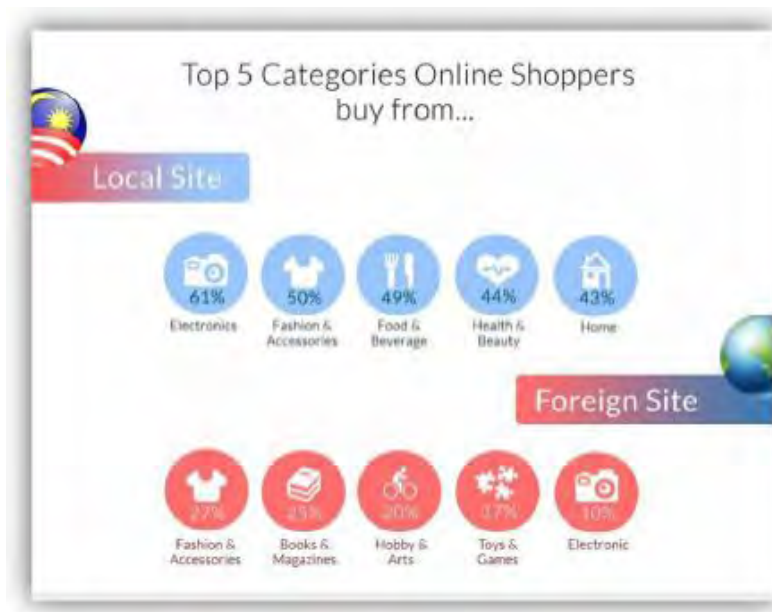 Top 5 Categories Online Shoppers
buy from...
Local Site
61% 50% 49% 44% 43%
Electronics Fashion & Food & Health & Home
Accessories Beverage Beauty
Foreign Site
27% 25% 20% 17% 10%
Fashion & Books & Hobby & Toys & Electronic
Accessories Magazines Arts Games